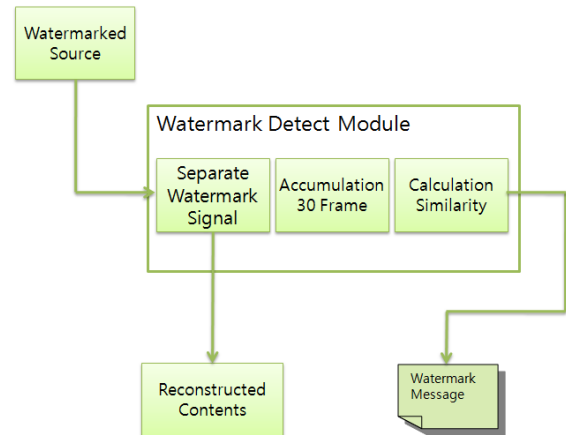 Watermarked
Source
Watermark Detect Module
Separate
Watermark
Signal
Accumulation
30 Frame
Calculation
Similarity
Reconstructed
Contents
Watermark
Message